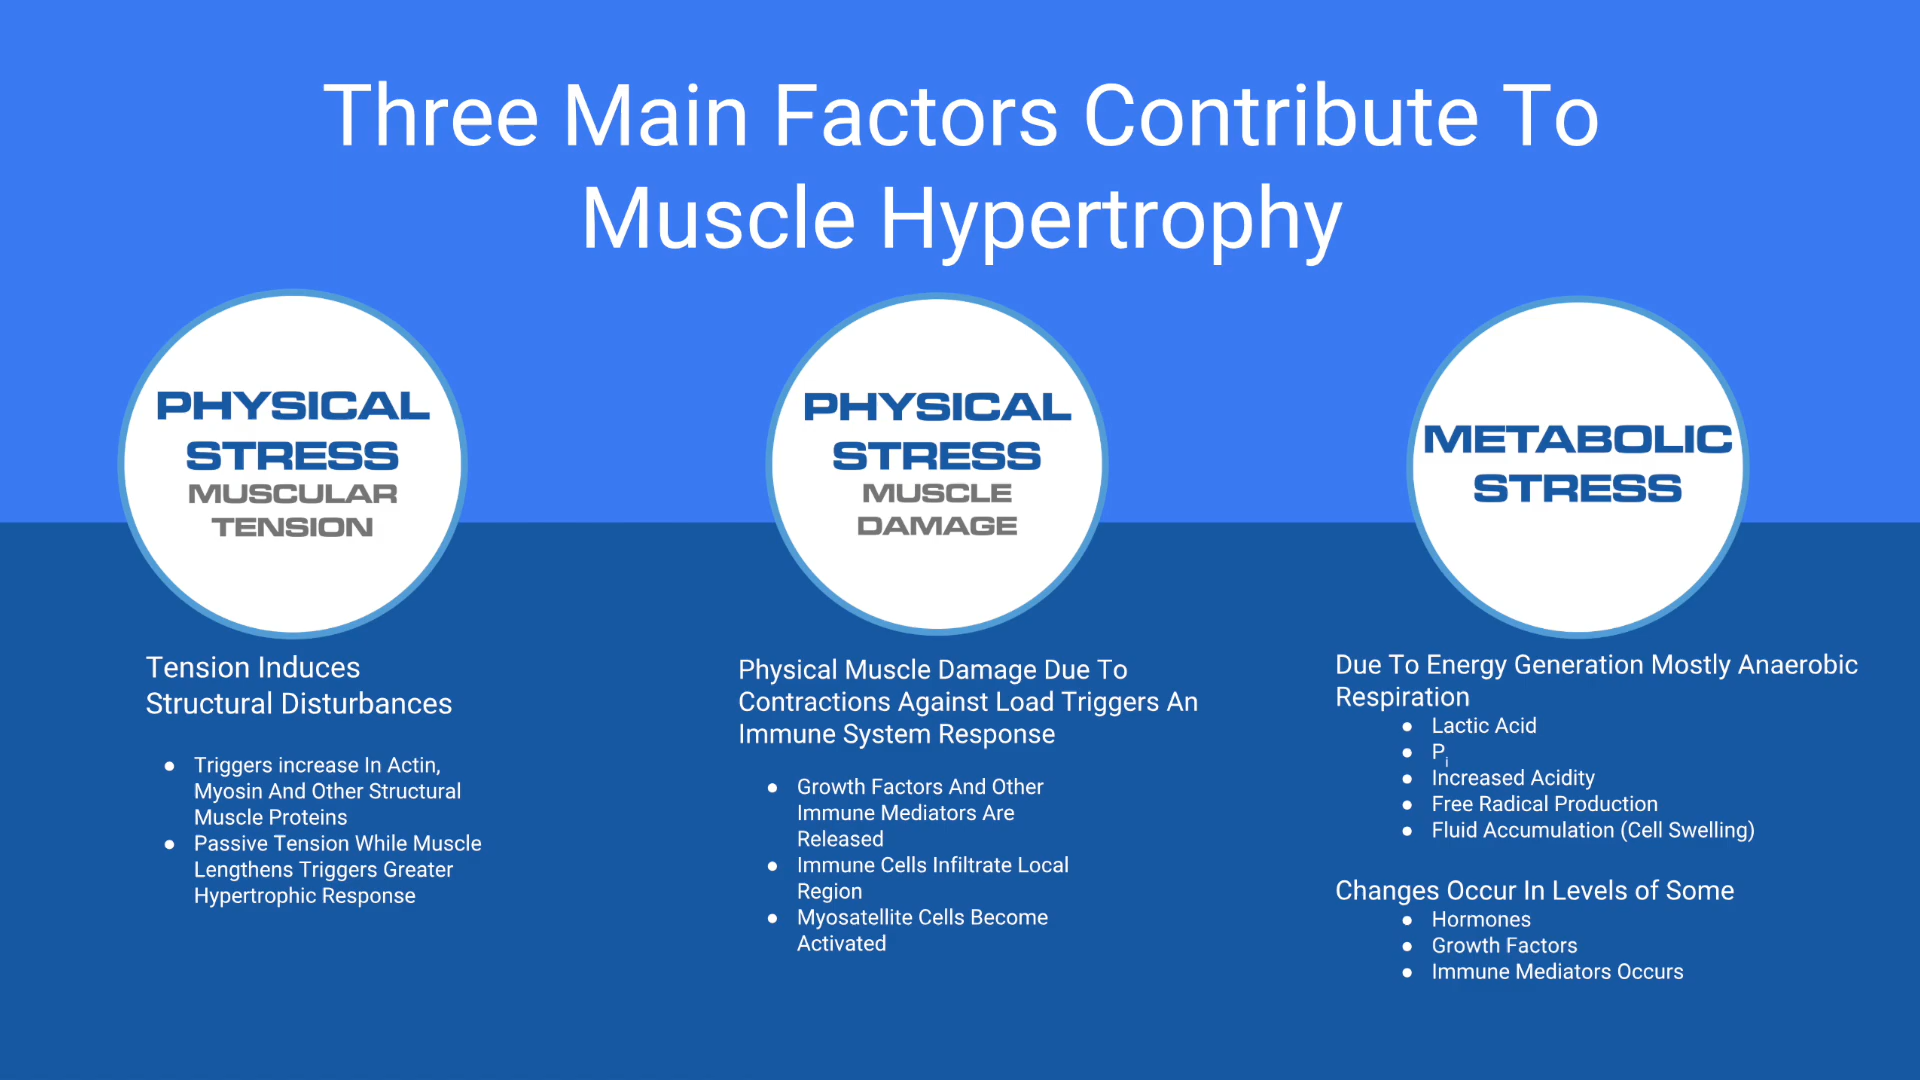 Three Main Factors Contribute To
Muscle Hypertrophy
PHYSICAL
STRESS
MUSCULAR
TENSION
Tension Induces
Structural Disturbances
● Triggers increase In Actin,
Myosin And Other Structural
Muscle Proteins
● Passive Tension While Muscle
Lengthens Triggers Greater
Hypertrophic Response
PHYSICAL
STRESS
MUSCLE
DAMAGE
Physical Muscle Damage Due To
Contractions Against Load Triggers An
Immune System Response
● Growth Factors And Other
Immune Mediators Are
Released
● Immune Cells Infiltrate Local
Region
● Myosatellite Cells Become
Activated
METABOLIC
STRESS
Due To Energy Generation Mostly Anaerobic
Respiration
● Lactic Acid
● Pi
● Increased Acidity
● Free Radical Production
● Fluid Accumulation (Cell Swelling)
Changes Occur In Levels of Some
● Hormones
● Growth Factors
● Immune Mediators Occurs